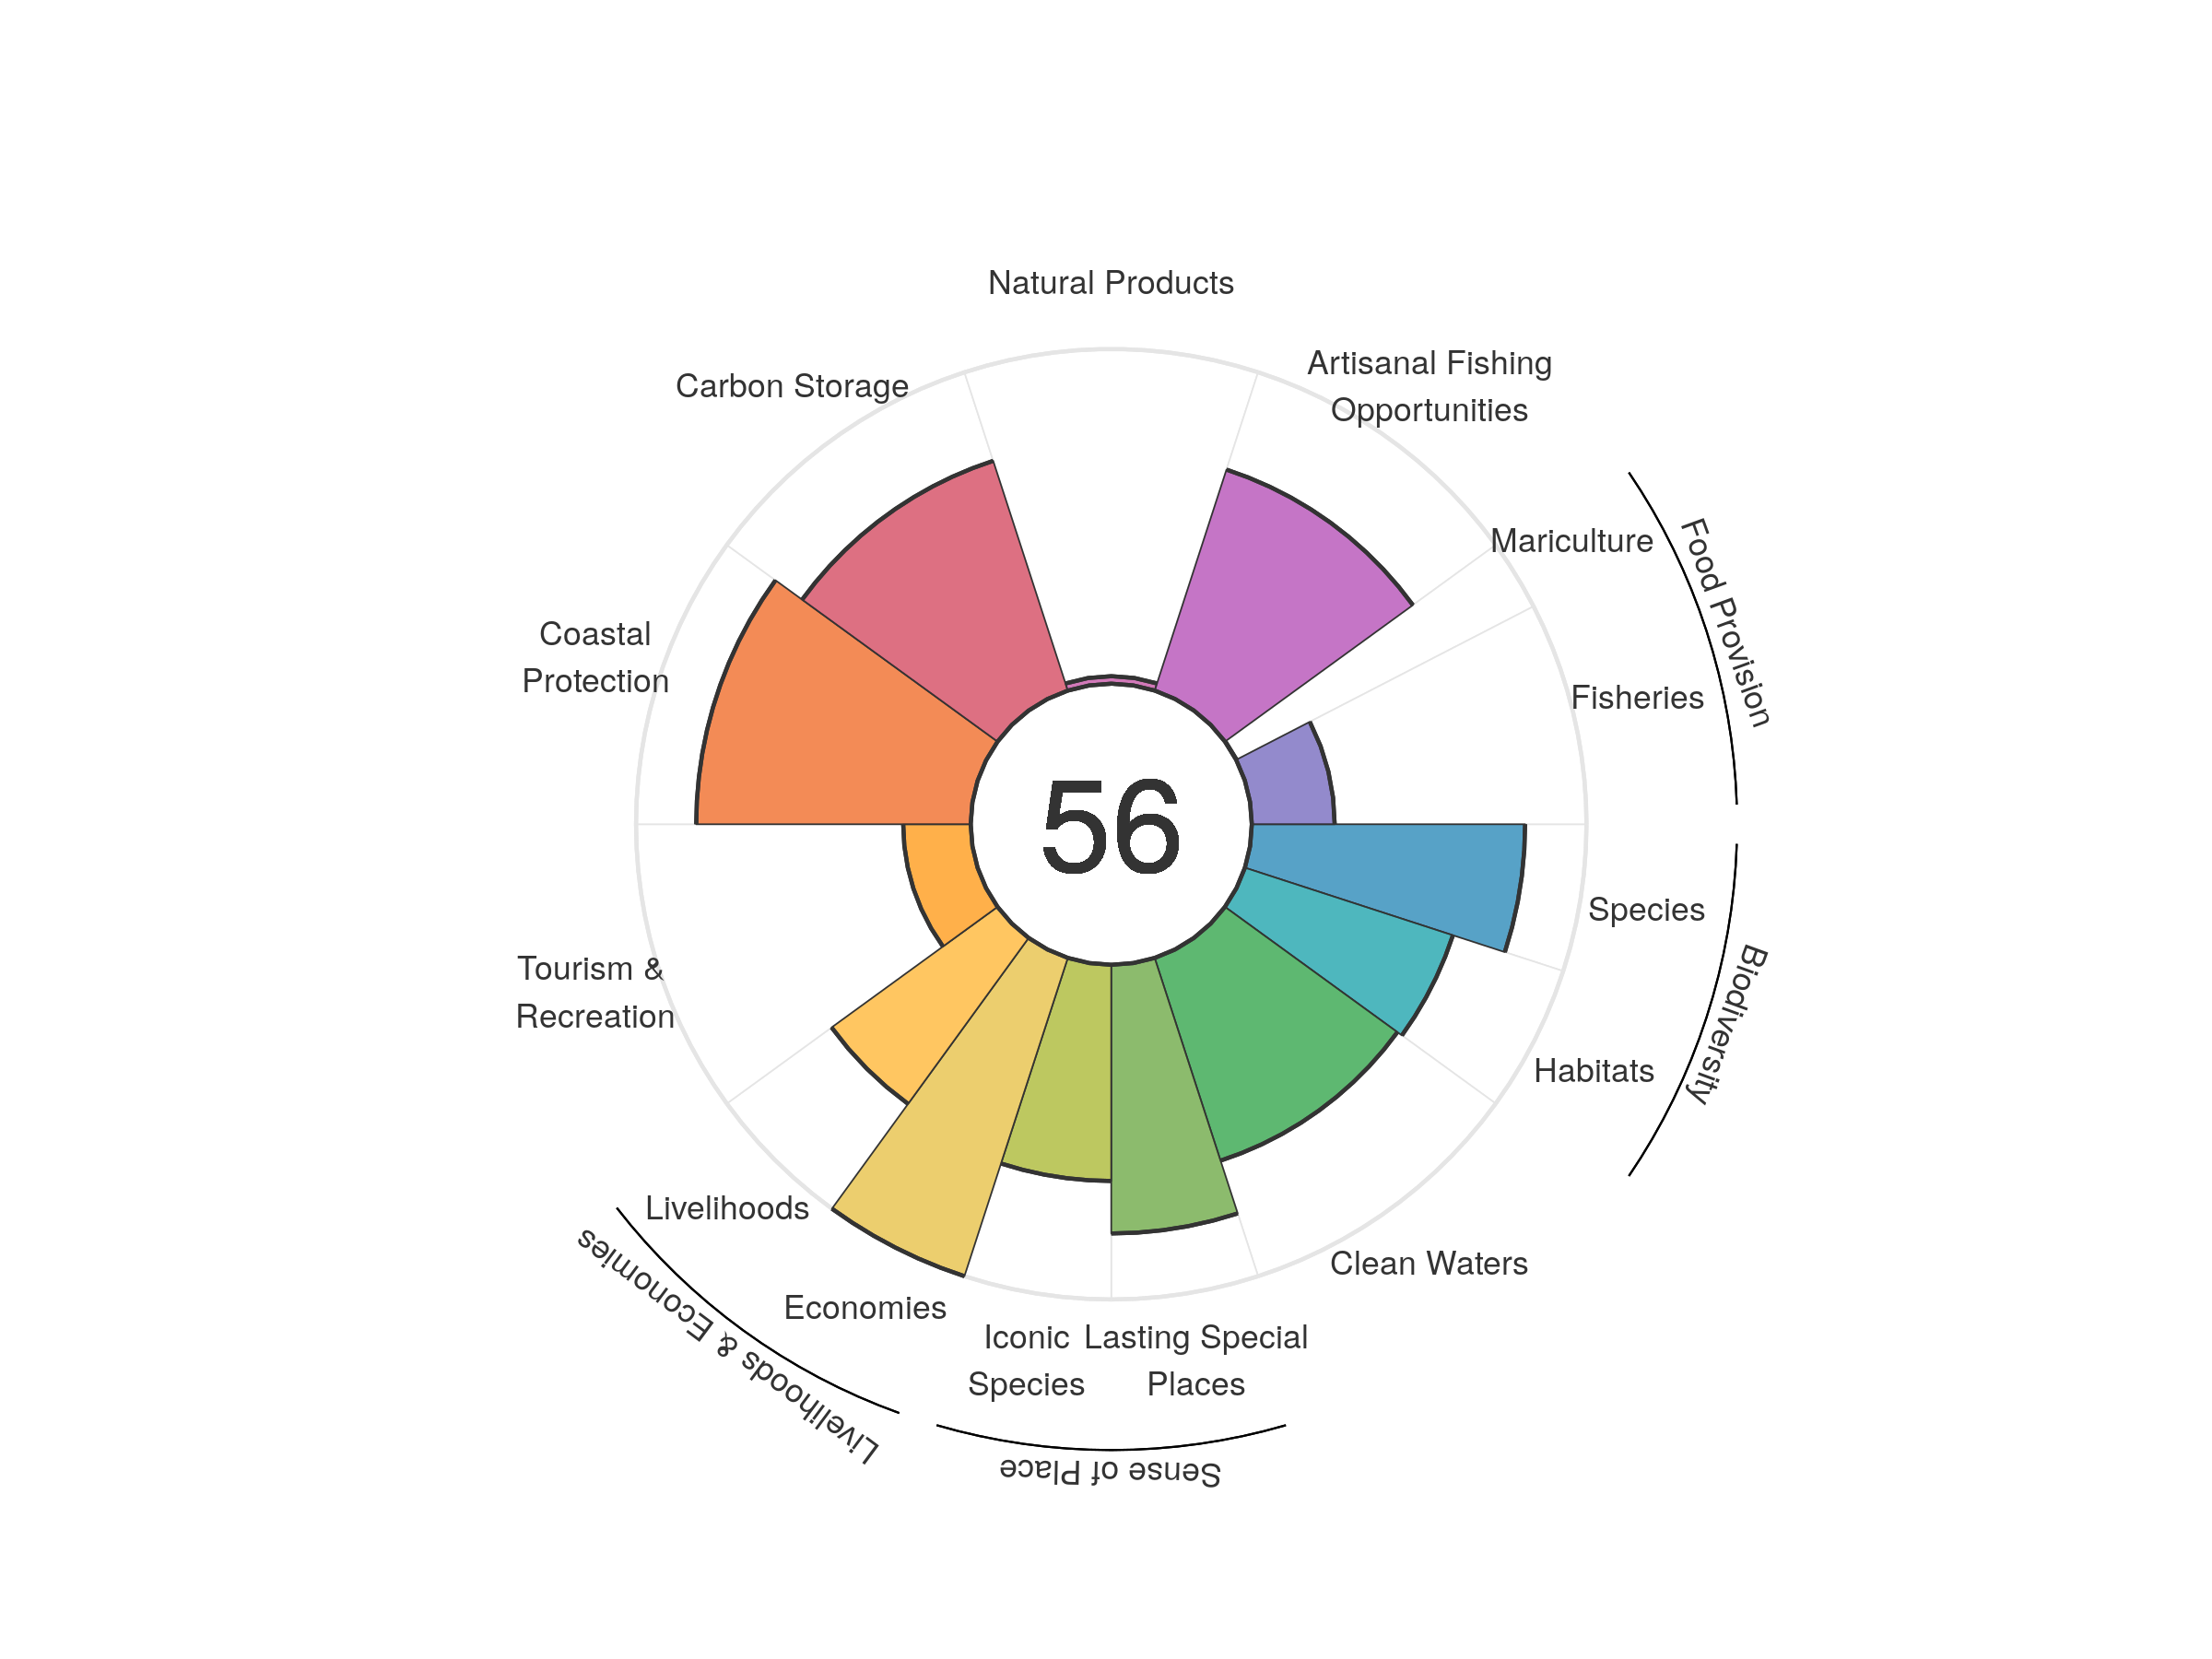 Natural Products
Artisanal Fishing
Opportunities
Carbon Storage
Mariculture
Food Provision
Coastal
Protection
Fisheries
56
Species
Tourism &
Recreation
Biodiversity
Habitats
Livelihoods
Clean Waters
Economies
Livelihoods & Economies
Iconic
Species
Lasting Special
Places
Sense of Place